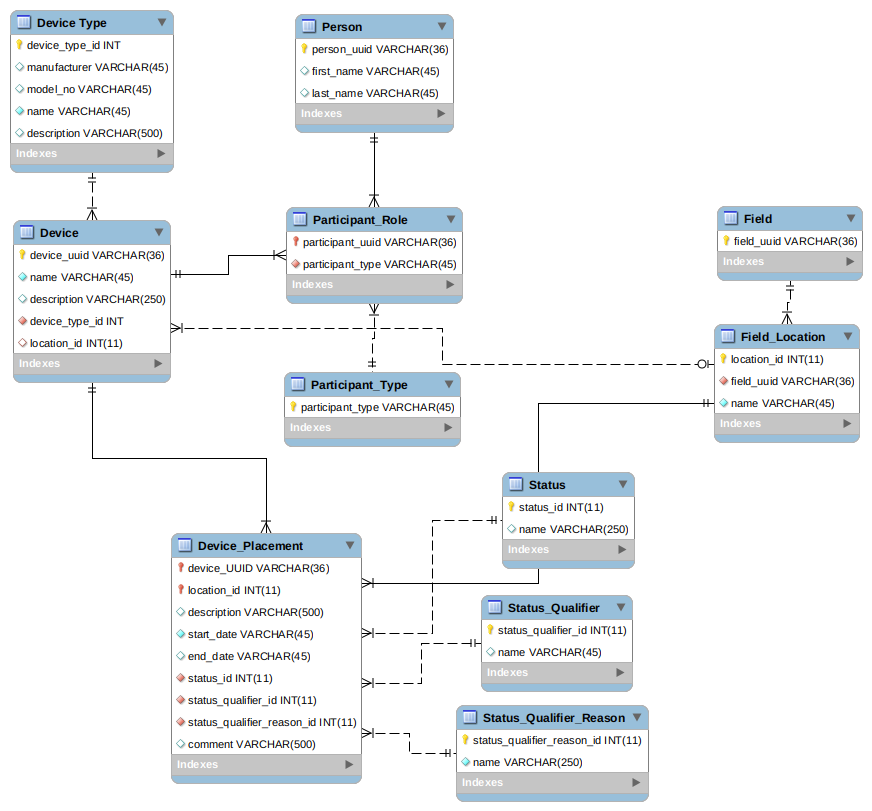 Device Type
device_type_id INT
manufacturer VARCHAR(45)
model_no VARCHAR(45)
name VARCHAR(45)
description VARCHAR(500)
Indexes
Person
person_uuid VARCHAR(36)
first_name VARCHAR(45)
last_name VARCHAR(45)
Indexes
Device
device_uuid VARCHAR(36)
name VARCHAR(45)
description VARCHAR(250)
device_type_id INT
location_id INT(11)
Indexes
Participant_Role
participant_uuid VARCHAR(36)
participant_type VARCHAR(45)
Indexes
Field
field_uuid VARCHAR(36)
Indexes
Field_Location
location_id INT(11)
field_uuid VARCHAR(36)
name VARCHAR(45)
Indexes
Participant_Type
participant_type VARCHAR(45)
Indexes
Status
status_id INT(11)
name VARCHAR(250)
Indexes
Device_Placement
device_UUID VARCHAR(36)
location_id INT(11)
description VARCHAR(500)
start_date VARCHAR(45)
end_date VARCHAR(45)
status_id INT(11)
status_qualifier_id INT(11)
status_qualifier_reason_id INT(11)
comment VARCHAR(500)
Indexes
Status_Qualifier
status_qualifier_id INT(11)
name VARCHAR(45)
Indexes
Status_Qualifier_Reason
status_qualifier_reason_id INT(11)
name VARCHAR(250)
Indexes